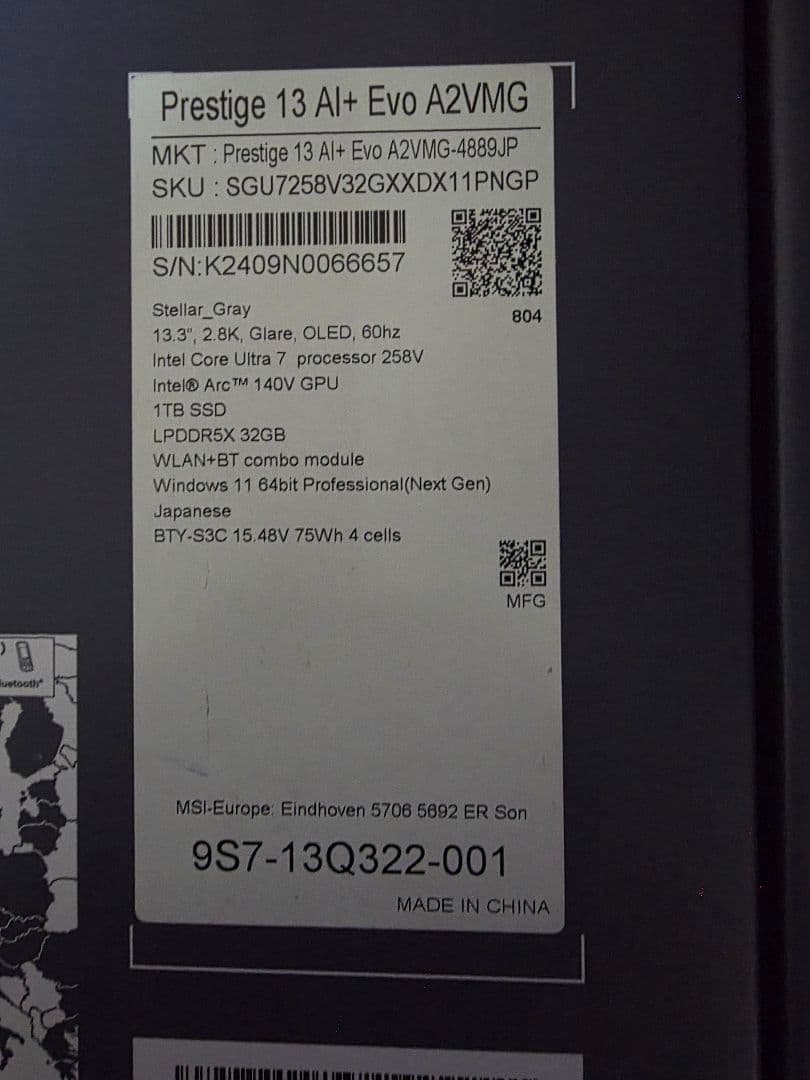 Prestige 13 AI+ Evo A2VMG
MKT : Prestige 13 AI+ Evo A2VMG-4889JP
SKU : SGU7258V32GXXDX11PNGP
S/N:K2409N0066657
804
Stellar_Gray
13.3", 2.8K, Glare, OLED, 60hz
Intel Core Ultra 7 processor 258V
Intel® Arc™ 140V GPU
1TB SSD
LPDDR5X 32GB
WLAN+BT combo module
Windows 11 64bit Professional(Next Gen)
Japanese
BTY-S3C 15.48V 75Wh 4 cells
MFG
uetooth®
MSI-Europe: Eindhoven 5706 5692 ER Son
9S7-13Q322-001
MADE IN CHINA